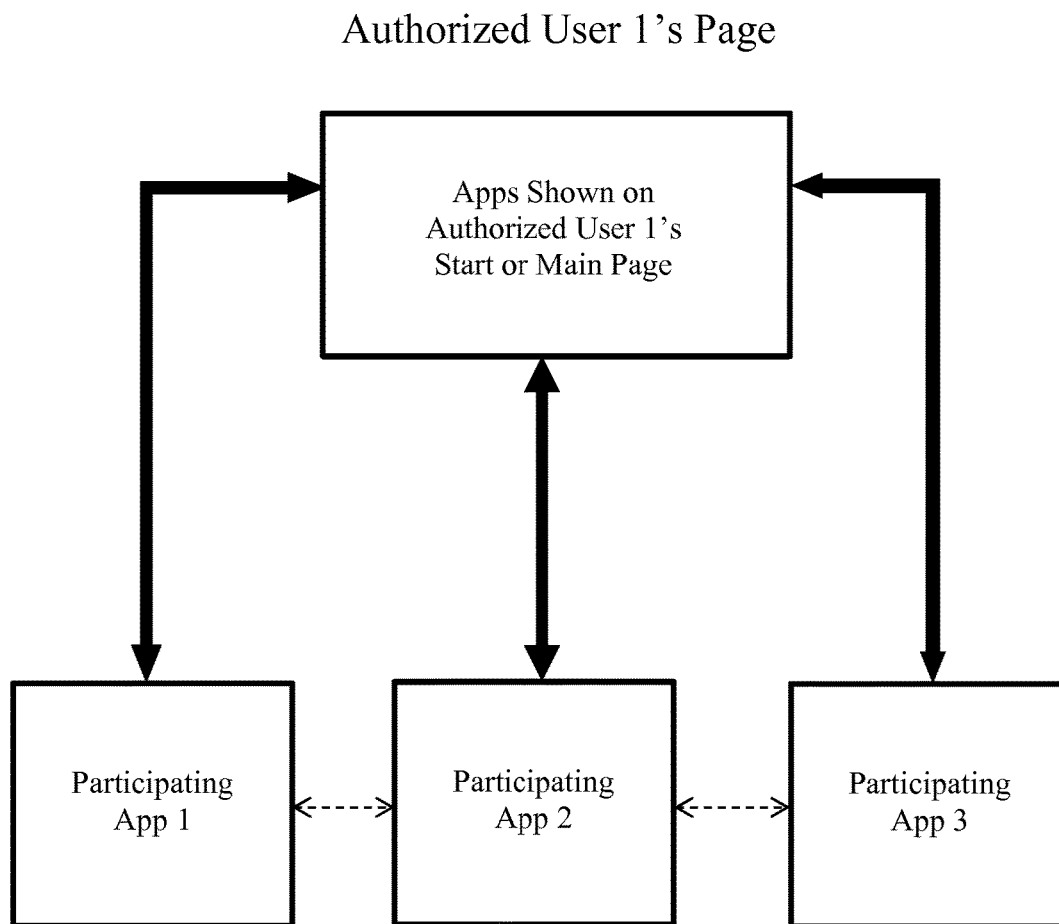 Authorized User 1’s Page
Apps Shown on
Authorized User 1’s
Start or Main Page
Participating
App 1
Participating
App 2
Participating
App 3